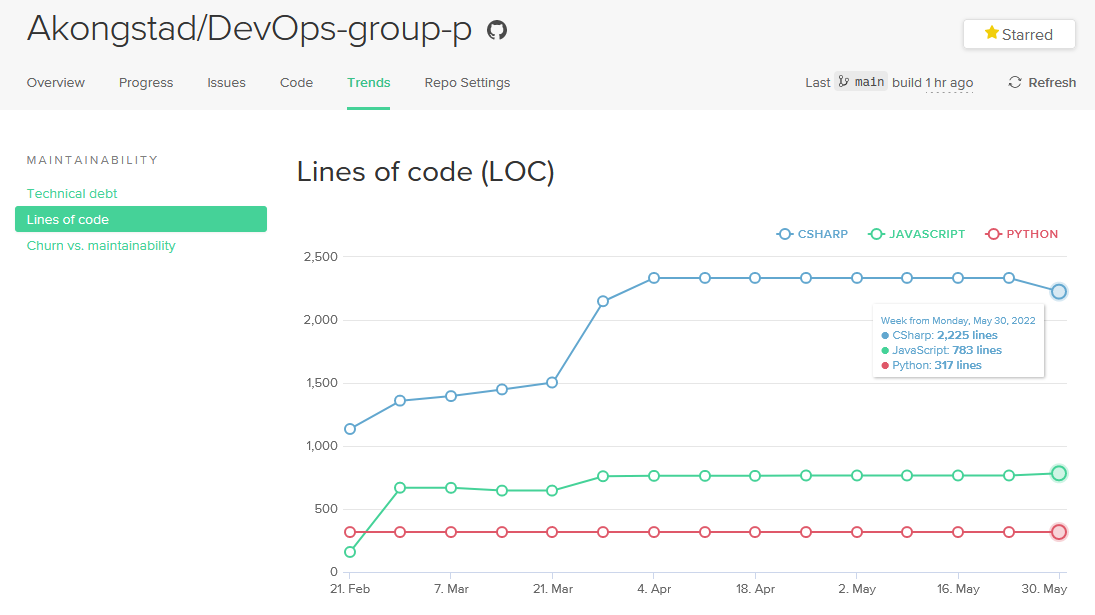 Akongstad/DevOps-group-p
Starred
Overview Progress Issues Code Trends Repo Settings
Last main build 1 hr ago Refresh
MAINTAINABILITY
Technical debt
Lines of code
Churn vs. maintainability
Lines of code (LOC)
CSHARP JAVASCRIPT PYTHON
2,500
2,000
1,500
1,000
500
0
Week from Monday, May 30, 2022
CSharp: 2,225 lines
JavaScript: 783 lines
Python: 317 lines
21. Feb 7. Mar 21. Mar 4. Apr 18. Apr 2. May 16. May 30. May